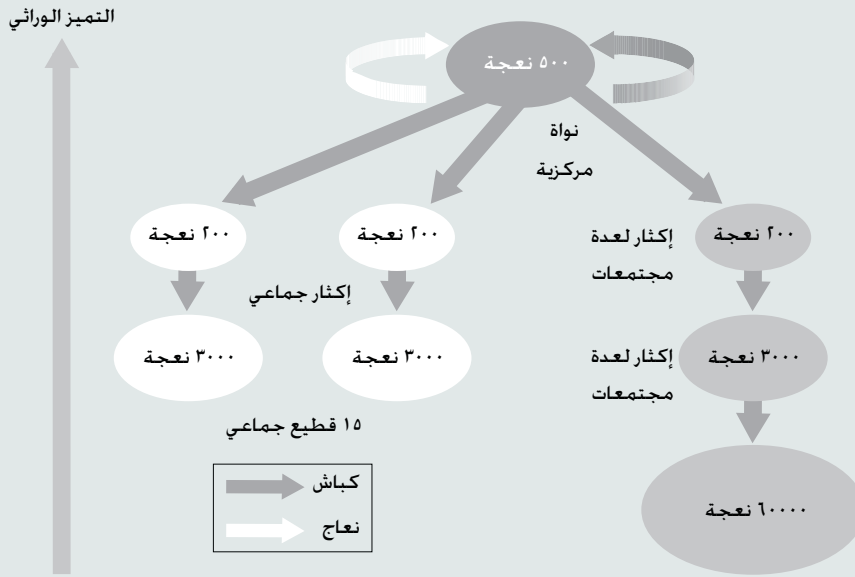 التميز الوراثي
٥٠٠ نعجة
نواة
مركزية
٢٠٠ نعجة
إكثار لعدة
مجتمعات
٢٠٠ نعجة
٢٠٠ نعجة
إكثار جماعي
٣٠٠٠ نعجة
إكثار لعدة
مجتمعات
٣٠٠٠ نعجة
٣٠٠٠ نعجة
١٥ قطيع جماعي
كباش
نعاج
٦٠٠٠٠ نعجة